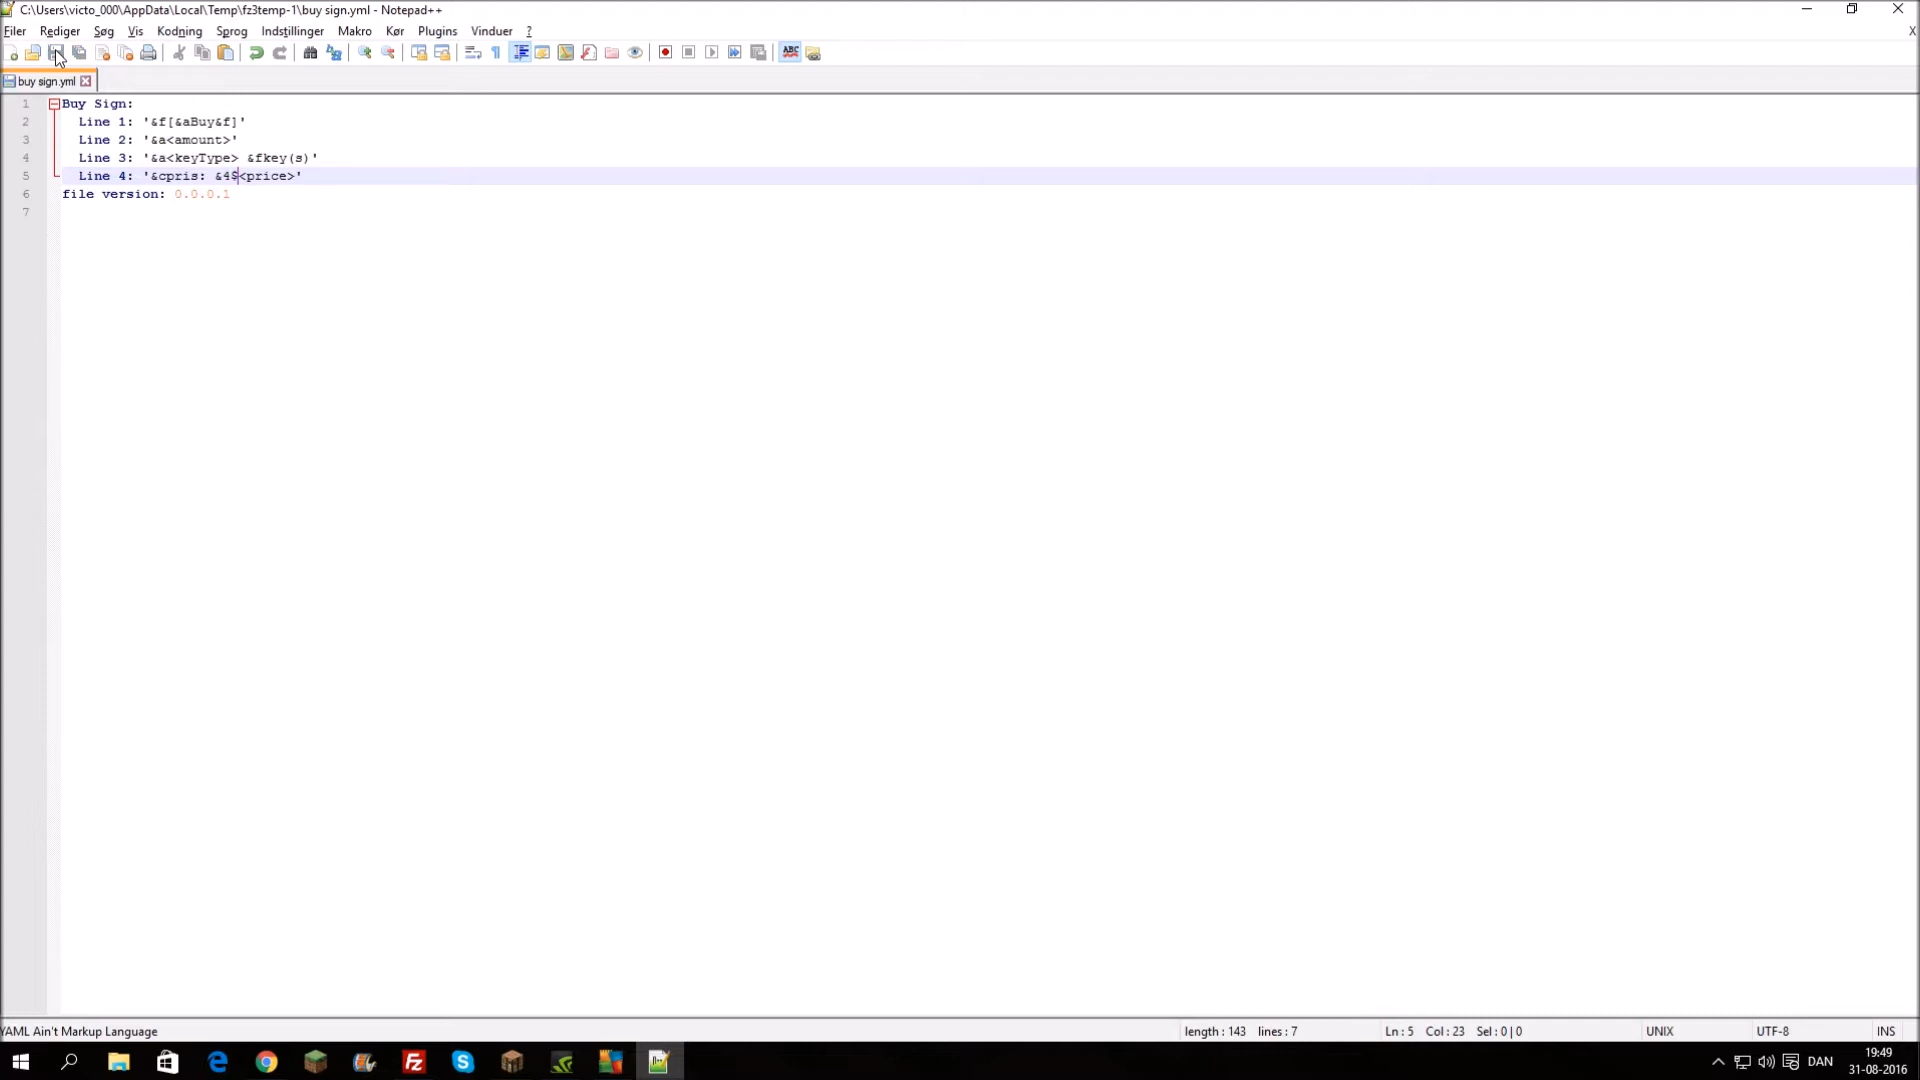 C:\Users\victo_000\AppData\Local\Temp\fz3temp-1\buy sign.yml - Notepad++
Filer Rediger Søg Vis Kodning Sprog Indstillinger Makro Kør Plugins Vinduer ? X
ABC
buy sign.yml
1 Buy Sign:
2 Line 1: '&f[&aBuy&f]'
3 Line 2: '&a<amount>'
4 Line 3: '&a<keyType> &fkey(s)'
5 Line 4: '&cpris: &4$<price>'
6 file version: 0.0.0.1
7
YAML Ain't Markup Language length : 143 lines : 7 Ln : 5 Col : 23 Sel : 0 | 0 UNIX UTF-8 INS
Fz
DAN
19:49
31-08-2016